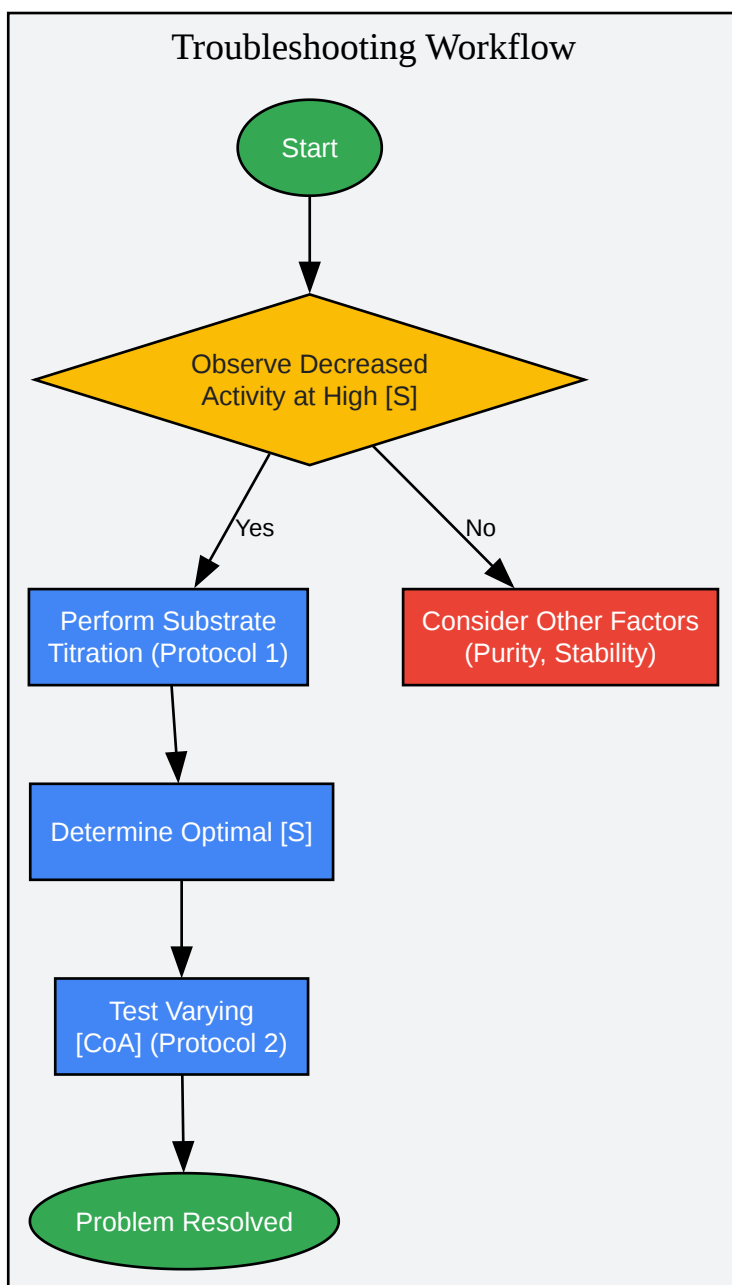 Troubleshooting Workflow
Start
Observe Decreased
Activity at High [S]
Yes
No
Perform Substrate
Titration (Protocol 1)
Consider Other Factors
(Purity, Stability)
Determine Optimal [S]
Test Varying
[CoA] (Protocol 2)
Problem Resolved